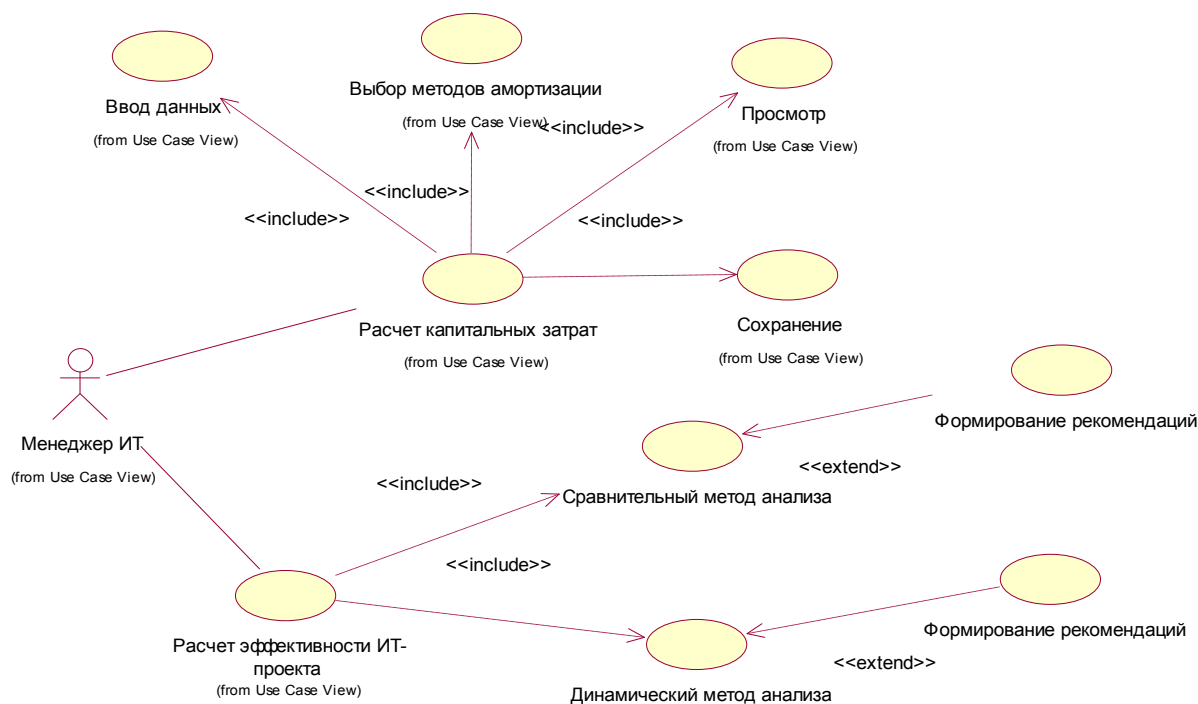 Ввод данных
(from Use Case View)
Выбор методов амортизации
(from Use Case View)
<<include>>
Просмотр
(from Use Case View)
<<include>>
<<include>>
<<include>>
Расчет капитальных затрат
(from Use Case View)
Сохранение
(from Use Case View)
Менеджер ИТ
(from Use Case View)
Формирование рекомендаций
<<extend>>
<<include>>
Сравнительный метод анализа
<<include>>
Расчет эффективности ИТ-
проекта
(from Use Case View)
Формирование рекомендаций
<<extend>>
Динамический метод анализа